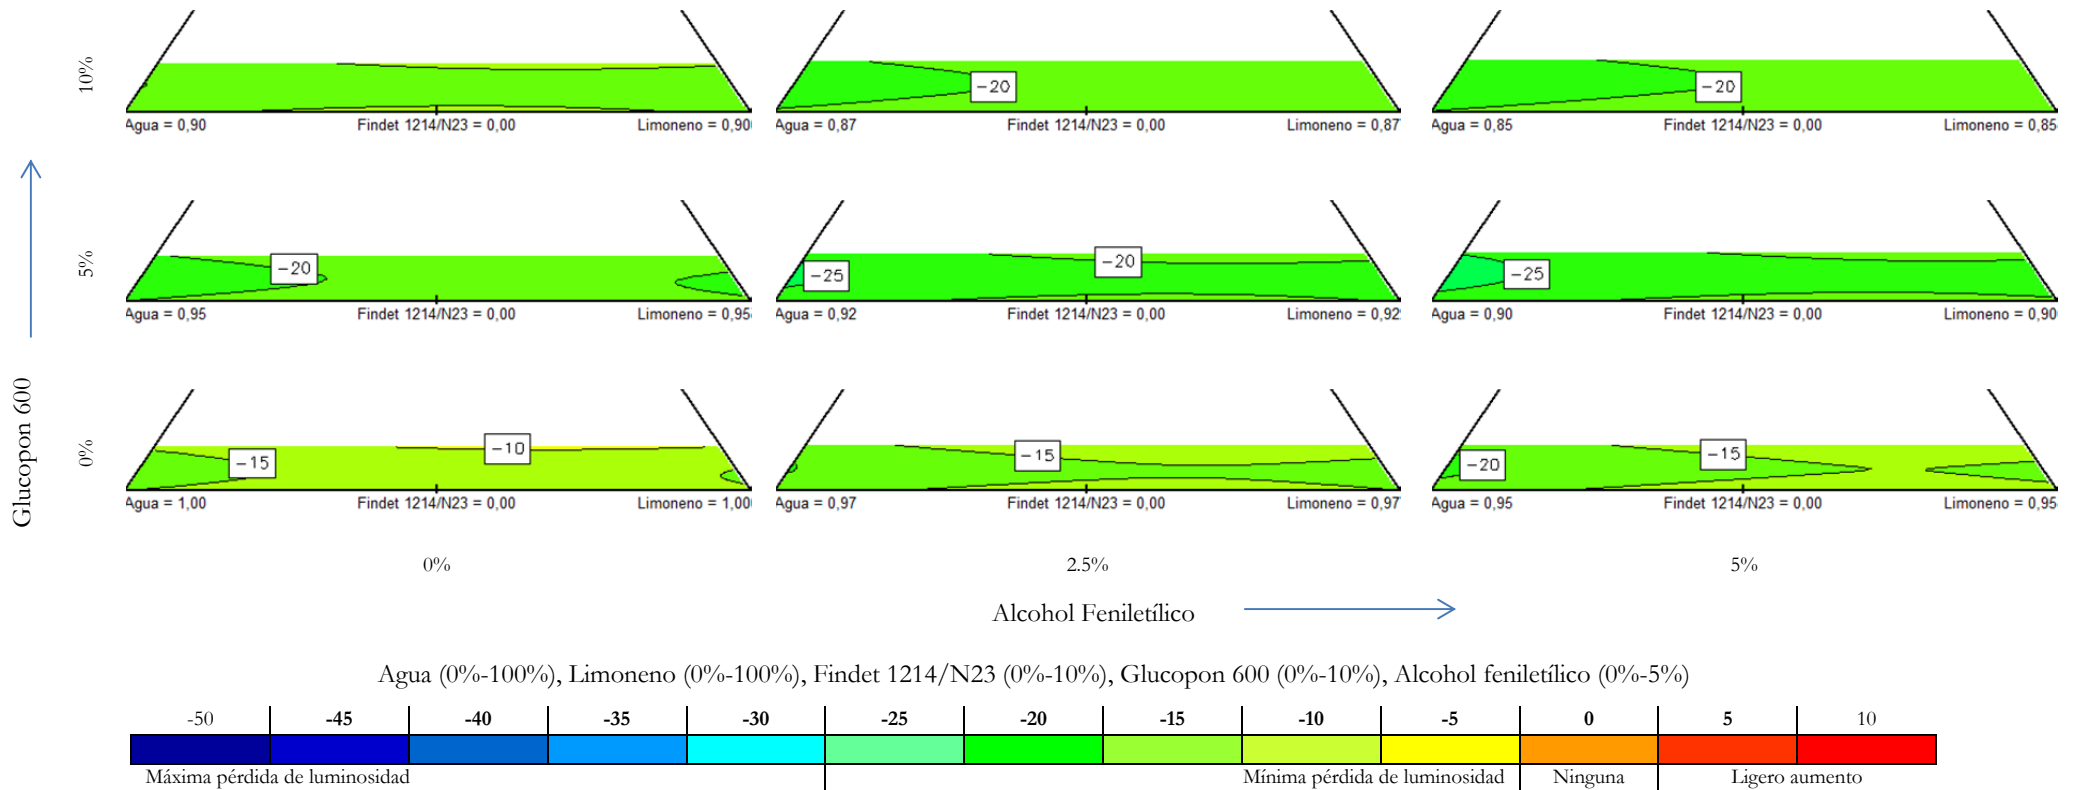 10%
-20
-20
Agua = 0,90 Findet 1214/N23 = 0,00 Limoneno = 0,90
Agua = 0,87 Findet 1214/N23 = 0,00 Limoneno = 0,87
Agua = 0,85 Findet 1214/N23 = 0,00 Limoneno = 0,85
5%
-20
-25
-20
-25
Agua = 0,95 Findet 1214/N23 = 0,00 Limoneno = 0,95
Agua = 0,92 Findet 1214/N23 = 0,00 Limoneno = 0,92
Agua = 0,90 Findet 1214/N23 = 0,00 Limoneno = 0,90
Glucopon 600
0%
-15
-10
-15
-20
-15
Agua = 1,00 Findet 1214/N23 = 0,00 Limoneno = 1,00
Agua = 0,97 Findet 1214/N23 = 0,00 Limoneno = 0,97
Agua = 0,95 Findet 1214/N23 = 0,00 Limoneno = 0,95
0% 2.5% 5%
Alcohol Feniletílico
Agua (0%-100%), Limoneno (0%-100%), Findet 1214/N23 (0%-10%), Glucopon 600 (0%-10%), Alcohol feniletílico (0%-5%)
-50 -45 -40 -35 -30 -25 -20 -15 -10 -5 0 5 10
Máxima pérdida de luminosidad Mínima pérdida de luminosidad Ninguna Ligero aumento